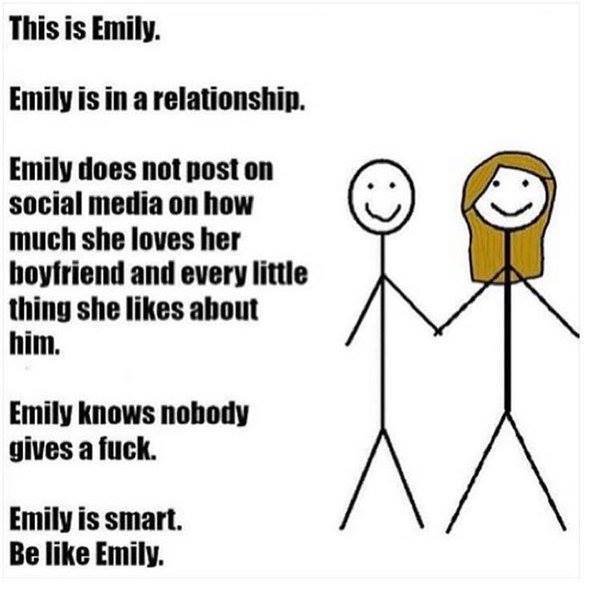 This is Emily.
Emily is in a relationship.
Emily does not post on
social media on how
much she loves her
boyfriend and every little
thing she likes about
him.
Emily knows nobody
gives a fuck.
Emily is smart.
Be like Emily.